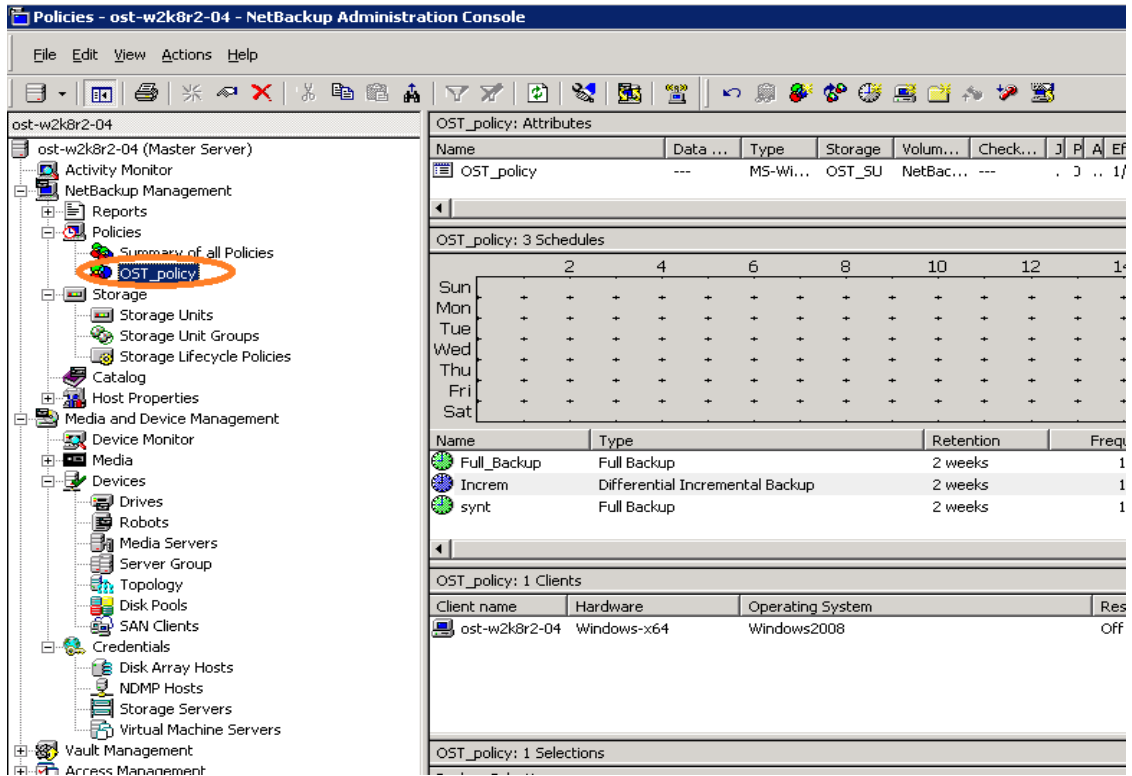 Policies - ost-w2k8r2-04 - NetBackup Administration Console
File Edit View Actions Help
ost-w2k8r2-04
ost-w2k8r2-04 (Master Server)
Activity Monitor
NetBackup Management
Reports
Policies
Summary of all Policies
OST_policy
Storage
Storage Units
Storage Unit Groups
Storage Lifecycle Policies
Catalog
Host Properties
Media and Device Management
Device Monitor
Media
Devices
Drives
Robots
Media Servers
Server Group
Topology
Disk Pools
SAN Clients
Credentials
Disk Array Hosts
NDMP Hosts
Storage Servers
Virtual Machine Servers
Vault Management
Access Management
OST_policy: Attributes
Name Data ... Type Storage Volum... Check... J P A Ef
OST_policy --- MS-Wi... OST_SU NetBac... --- . .. 1/
OST_policy: 3 Schedules
2 4 6 8 10 12 14
Sun
Mon
Tue
Wed
Thu
Fri
Sat
Name Type Retention Frequ
Full_Backup Full Backup 2 weeks 1
Increm Differential Incremental Backup 2 weeks 1
synt Full Backup 2 weeks 1
OST_policy: 1 Clients
Client name Hardware Operating System Res
ost-w2k8r2-04 Windows-x64 Windows2008 Off
OST_policy: 1 Selections